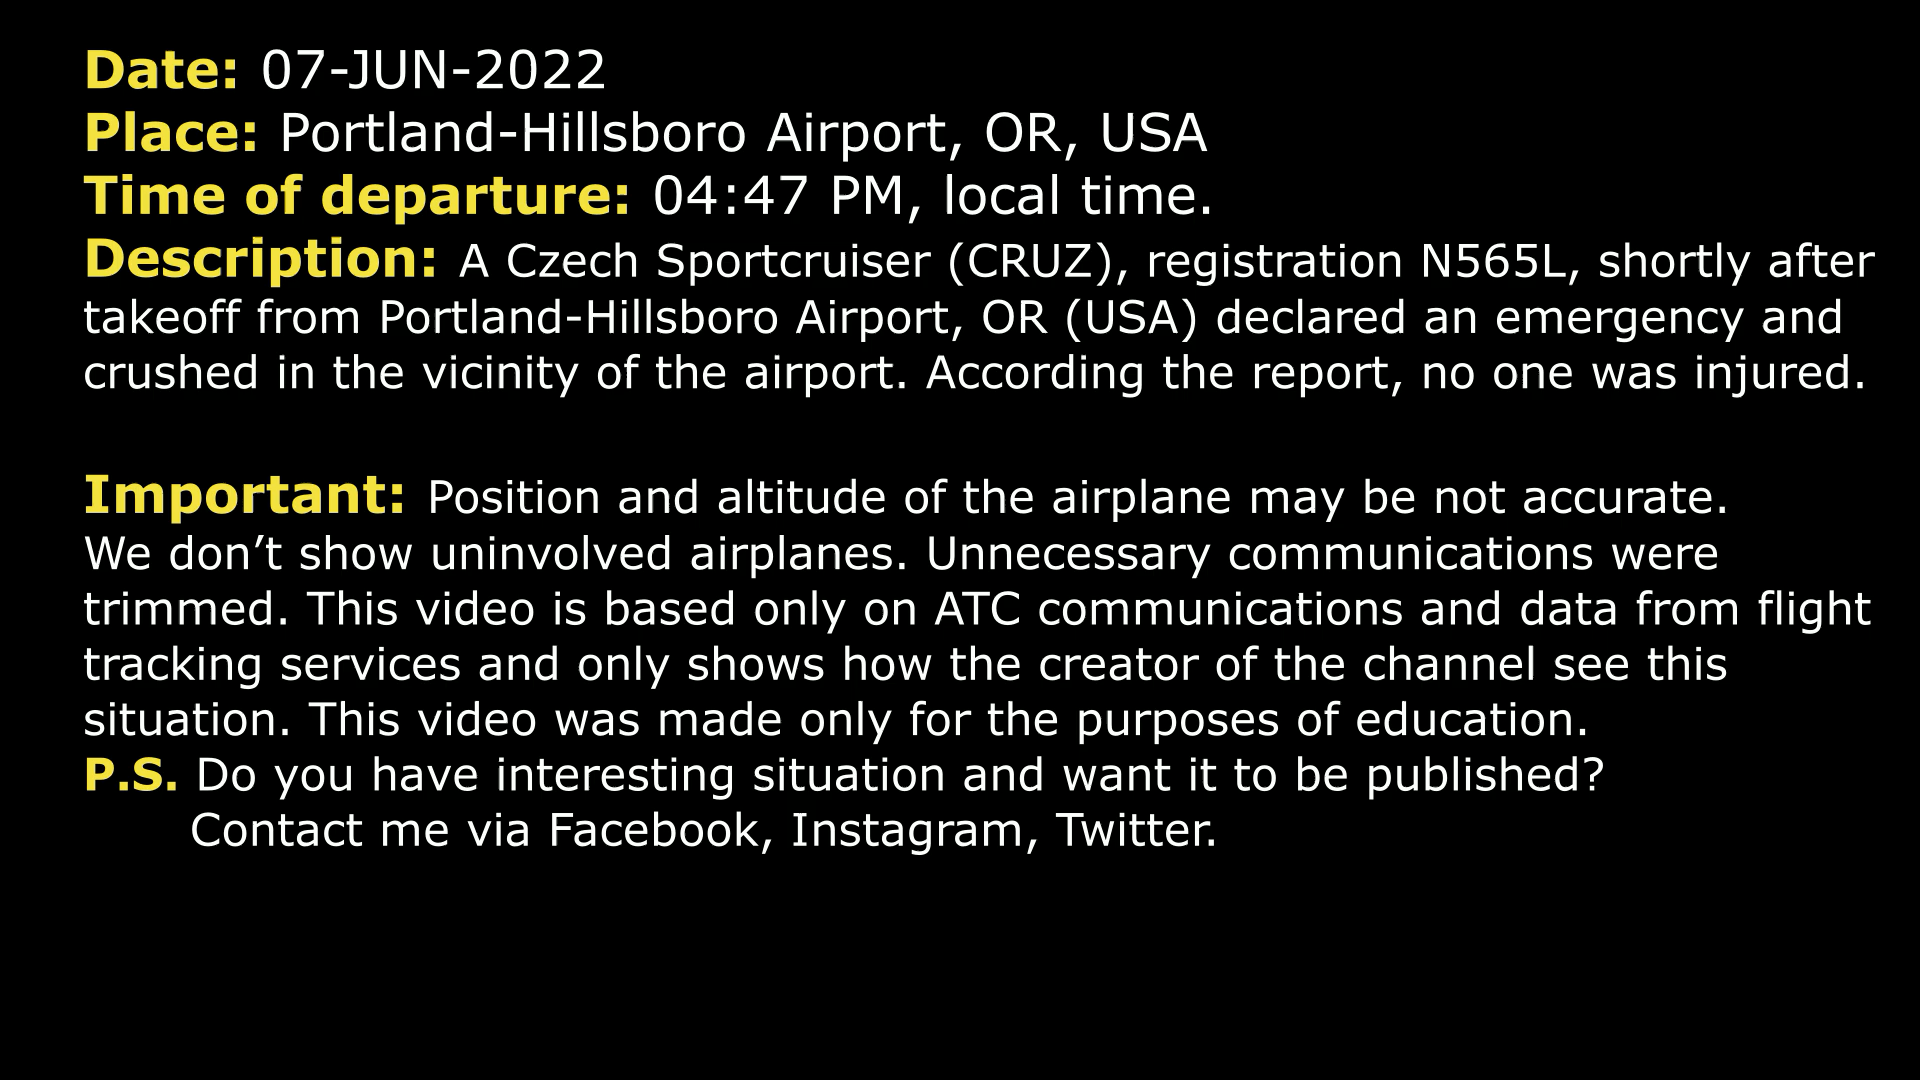 Date: 07-JUN-2022
Place: Portland-Hillsboro Airport, OR, USA
Time of departure: 04:47 PM, local time.
Description: A Czech Sportcruiser (CRUZ), registration N565L, shortly after
takeoff from Portland-Hillsboro Airport, OR (USA) declared an emergency and
crushed in the vicinity of the airport. According the report, no one was injured.
Important: Position and altitude of the airplane may be not accurate.
We don’t show uninvolved airplanes. Unnecessary communications were
trimmed. This video is based only on ATC communications and data from flight
tracking services and only shows how the creator of the channel see this
situation. This video was made only for the purposes of education.
P.S. Do you have interesting situation and want it to be published?
Contact me via Facebook, Instagram, Twitter.